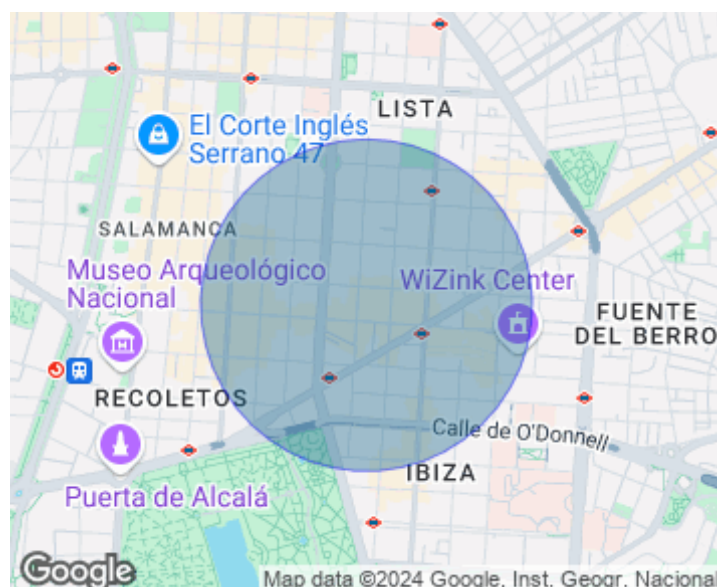 LISTA
El Corte Inglés
Serrano 47
SALAMANCA
Museo Arqueológico
Nacional
WiZink Center
FUENTE
DEL BERRO
RECOLETOS
Calle de O'Donnell
IBIZA
Puerta de Alcalá
Google
Map data ©2024 Google, Inst. Geogr. Nacional